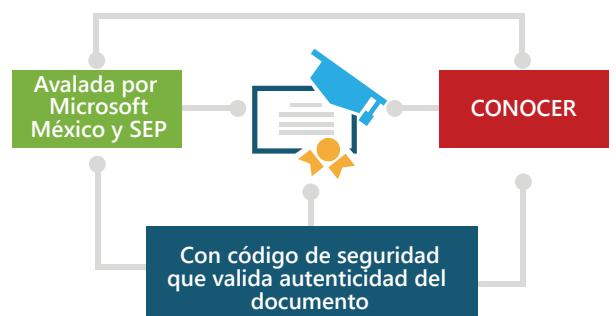 Avalada por
Microsoft
México y SEP
CONOCER
Con código de seguridad
que valida autenticidad del
documento